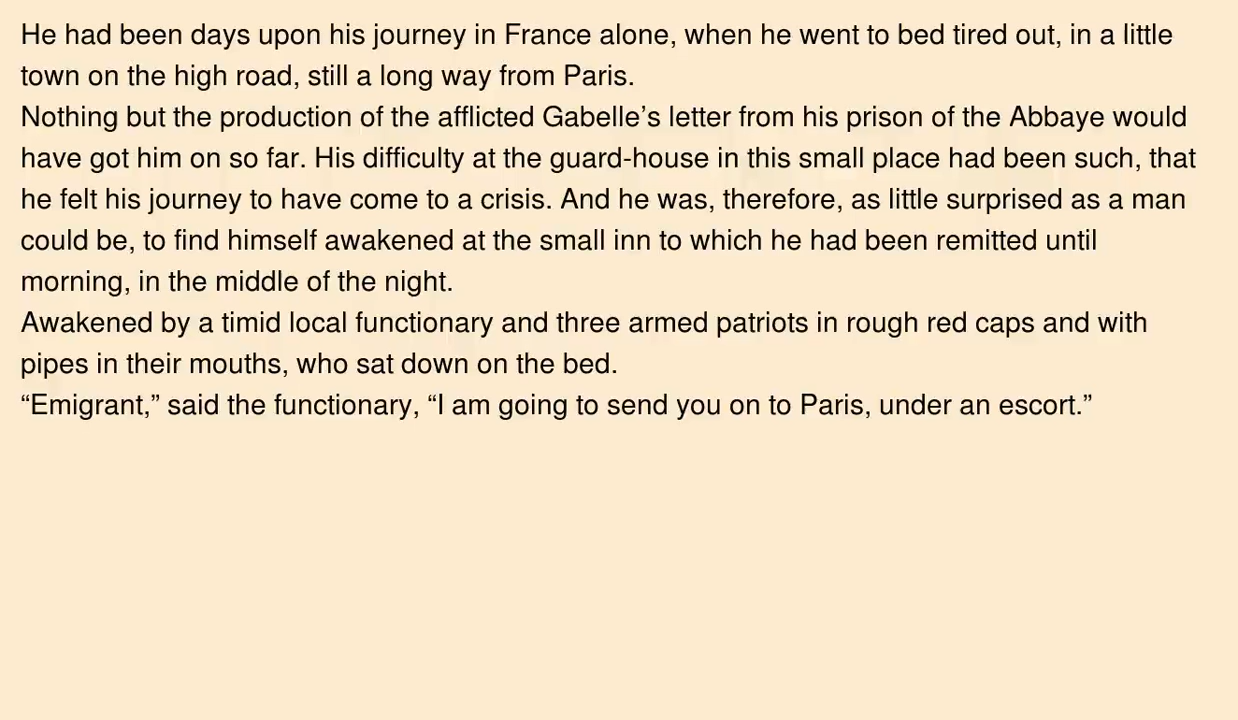 He had been days upon his journey in France alone, when he went to bed tired out, in a little
town on the high road, still a long way from Paris.
Nothing but the production of the afflicted Gabelle’s letter from his prison of the Abbaye would
have got him on so far. His difficulty at the guard-house in this small place had been such, that
he felt his journey to have come to a crisis. And he was, therefore, as little surprised as a man
could be, to find himself awakened at the small inn to which he had been remitted until
morning, in the middle of the night.
Awakened by a timid local functionary and three armed patriots in rough red caps and with
pipes in their mouths, who sat down on the bed.
“Emigrant,” said the functionary, “I am going to send you on to Paris, under an escort.”